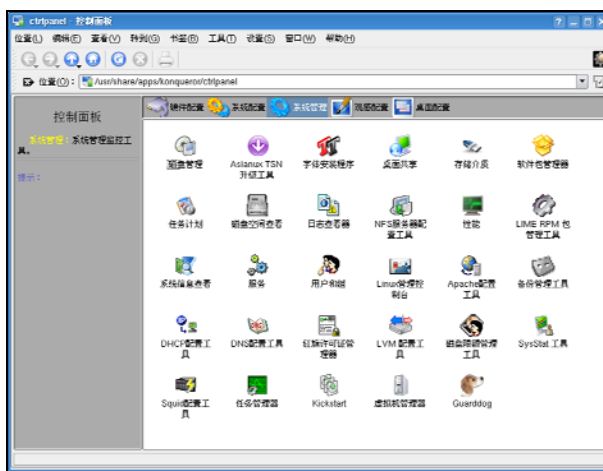 ctrlpanel - 控制面板
位置(L) 编辑(E) 查看(V) 转到(G) 书签(B) 工具(T) 设置(S) 窗口(W) 帮助(H)
位置(O): /usr/share/apps/konqueror/ctrlpanel
硬件配置 系统配置 系统管理 观感配置 桌面配置
控制面板
系统管理：系统管理监控工
具。
提示：
磁盘管理 Asianux TSN 升级工具 字体安装程序 桌面共享 存储介质 软件包管理器
任务计划 磁盘空间查看 日志查看器 NFS服务器配置工具 性能 LIME RPM 包管理工具
系统信息查看 服务 用户和组 Linux管理控制台 Apache配置工具 备份管理工具
DHCP配置工具 DNS配置工具 红旗许可证管理器 LVM 配置工具 磁盘限额管理工具 SysStat 工具
Squid配置工具 任务管理器 Kickstart 虚拟机管理器 Guarddog